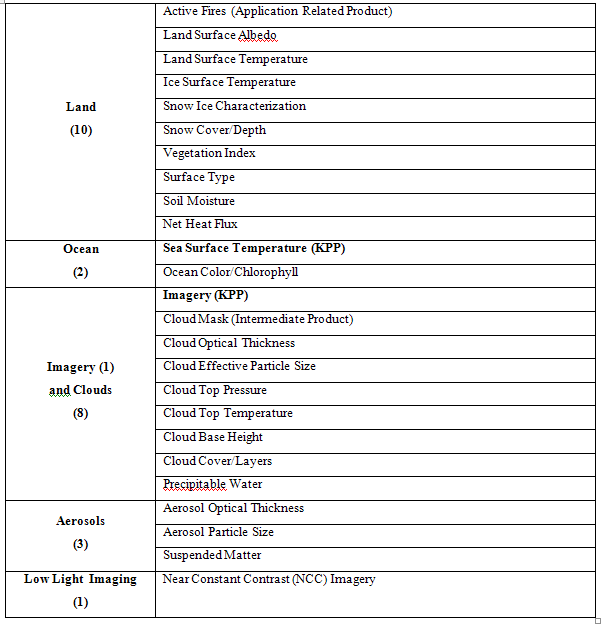 Land
(10)
Active Fires (Application Related Product)
Land Surface Albedo
Land Surface Temperature
Ice Surface Temperature
Snow Ice Characterization
Snow Cover/Depth
Vegetation Index
Surface Type
Soil Moisture
Net Heat Flux
Ocean
(2)
Sea Surface Temperature (KPP)
Ocean Color/Chlorophyll
Imagery (1)
and Clouds
(8)
Imagery (KPP)
Cloud Mask (Intermediate Product)
Cloud Optical Thickness
Cloud Effective Particle Size
Cloud Top Pressure
Cloud Top Temperature
Cloud Base Height
Cloud Cover/Layers
Precipitable Water
Aerosols
(3)
Aerosol Optical Thickness
Aerosol Particle Size
Suspended Matter
Low Light Imaging
(1)
Near Constant Contrast (NCC) Imagery